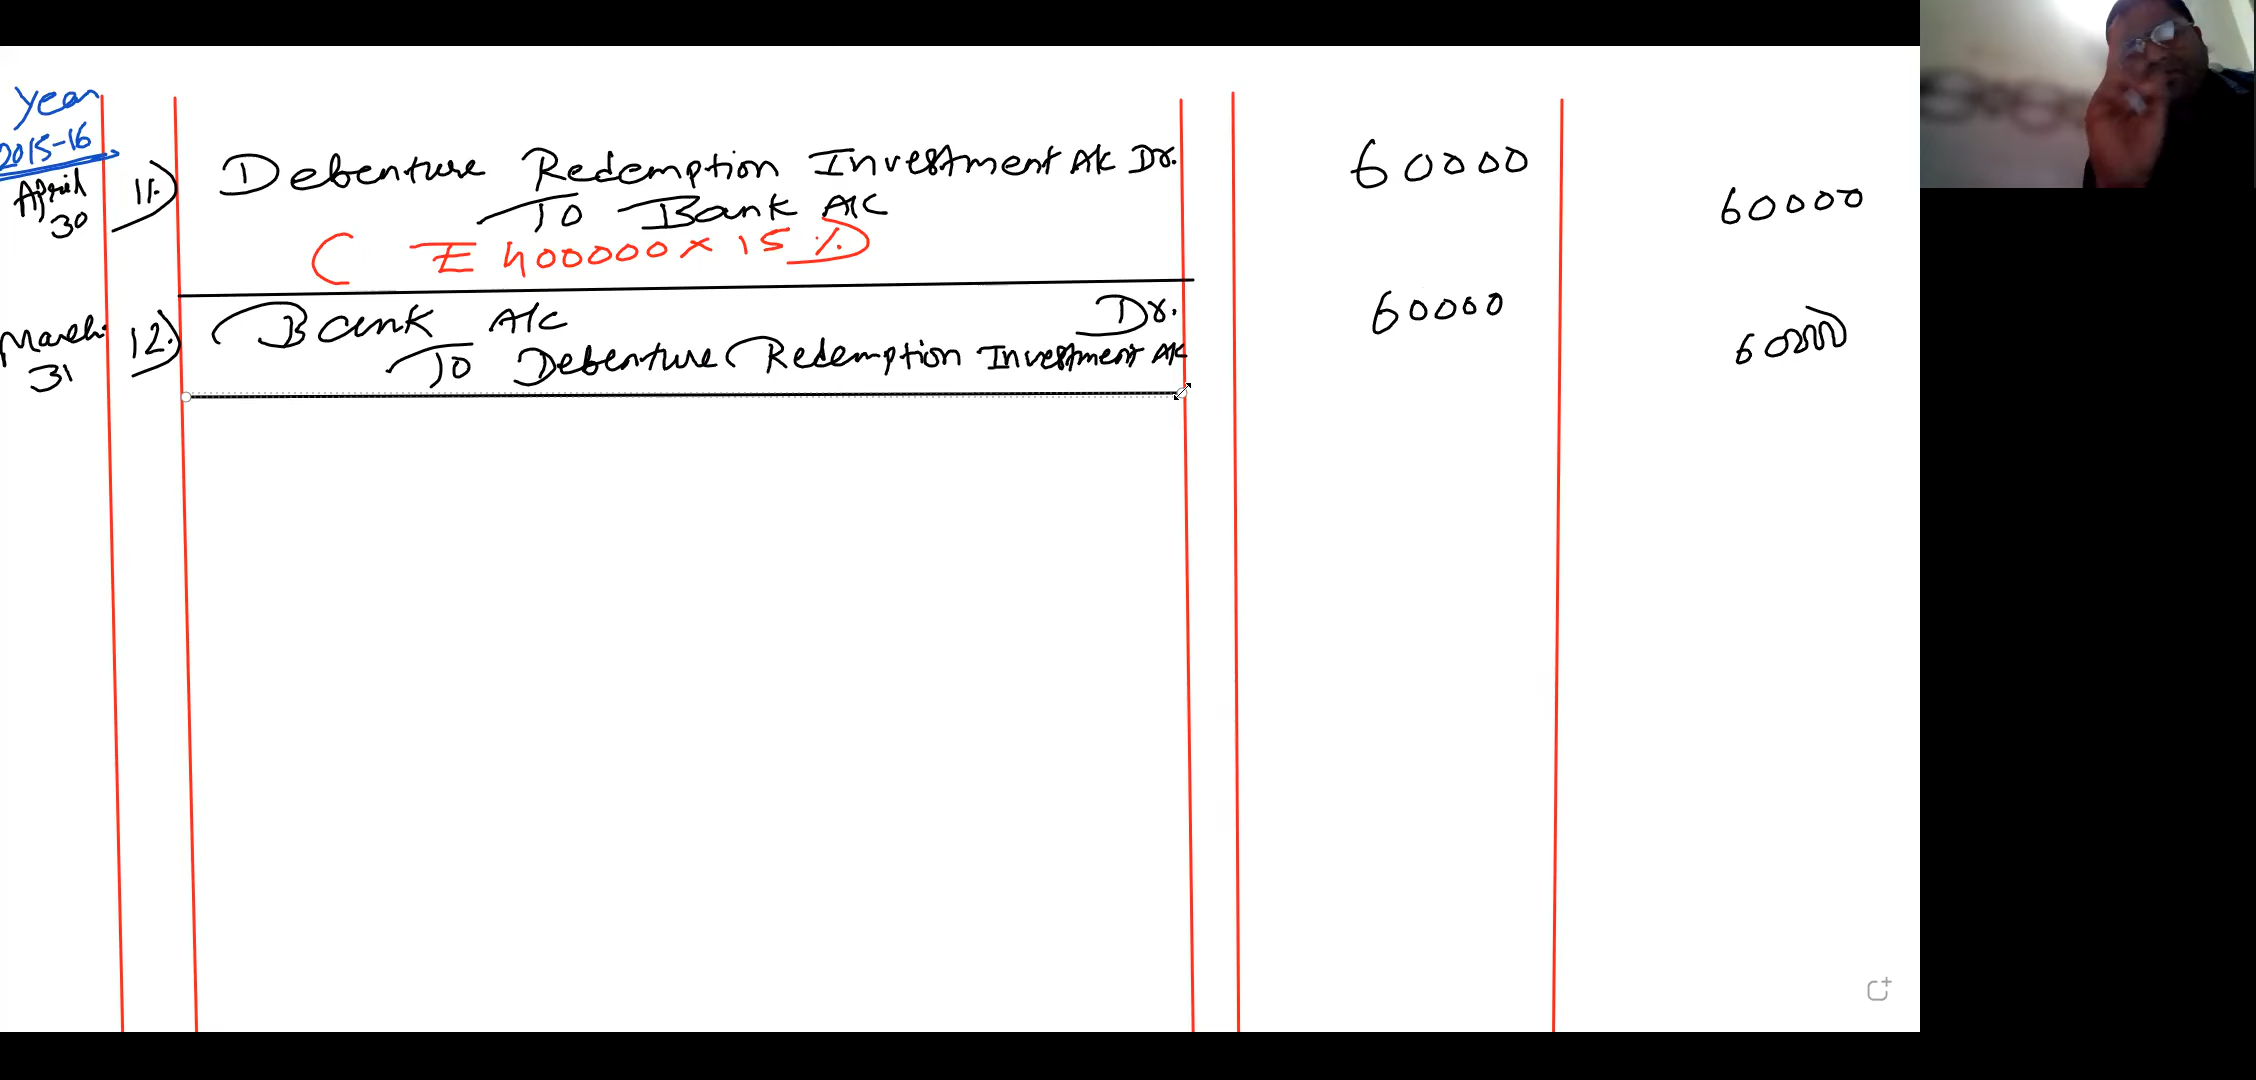 Year
2015-16
April
30
11.)
Debenture Redemption Investment A/c Dr.
60000
To Bank A/c
60000
( ₹ 400000 × 15 %)
March
31
12.)
Bank A/c Dr.
60000
To Debenture Redemption Investment A/c
60000